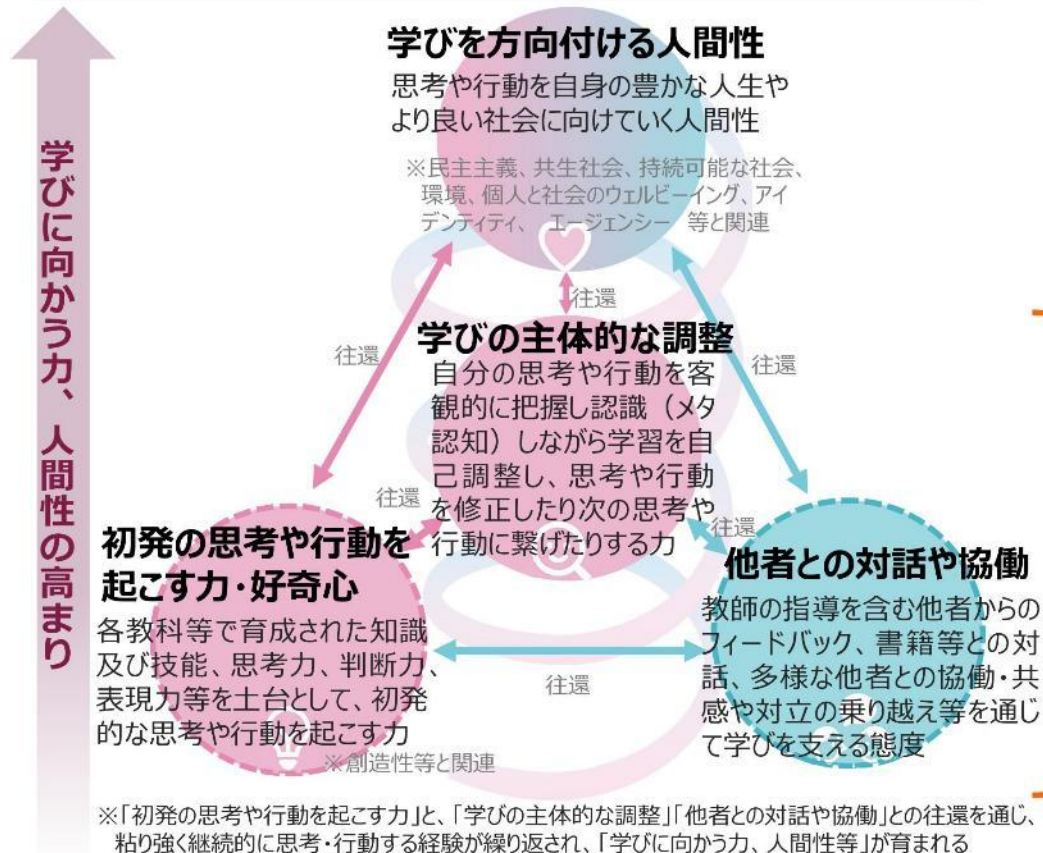 学びに向かう力、人間性の高まり
学びを方向付ける人間性
思考や行動を自身の豊かな人生や
より良い社会に向けていく人間性
※民主主義、共生社会、持続可能な社会、
環境、個人と社会のウェルビーイング、アイ
デンティティ、 エージェンシー 等と関連
往還
往還
往還
学びの主体的な調整
自分の思考や行動を客
観的に把握し認識（メタ
認知）しながら学習を自
己調整し、思考や行動
を修正したり次の思考や
行動に繋げたりする力
往還
往還
初発の思考や行動を
起こす力・好奇心
各教科等で育成された知識
及び技能、思考力、判断力、
表現力等を土台として、初発
的な思考や行動を起こす力
※創造性等と関連
往還
他者との対話や協働
教師の指導を含む他者からの
フィードバック、書籍等との対
話、多様な他者との協働・共
感や対立の乗り越え等を通じ
て学びを支える態度
※「初発の思考や行動を起こす力」と、「学びの主体的な調整」「他者との対話や協働」との往還を通じ、
粘り強く継続的に思考・行動する経験が繰り返され、「学びに向かう力、人間性等」が育まれる